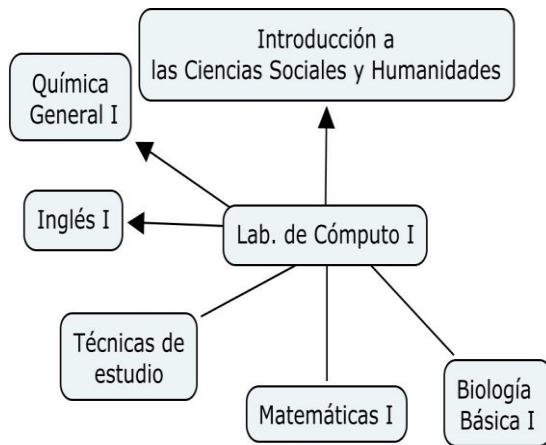 Introducción a
las Ciencias Sociales y Humanidades
Química
General I
Inglés I
Lab. de Cómputo I
Técnicas de
estudio
Matemáticas I
Biología
Básica I